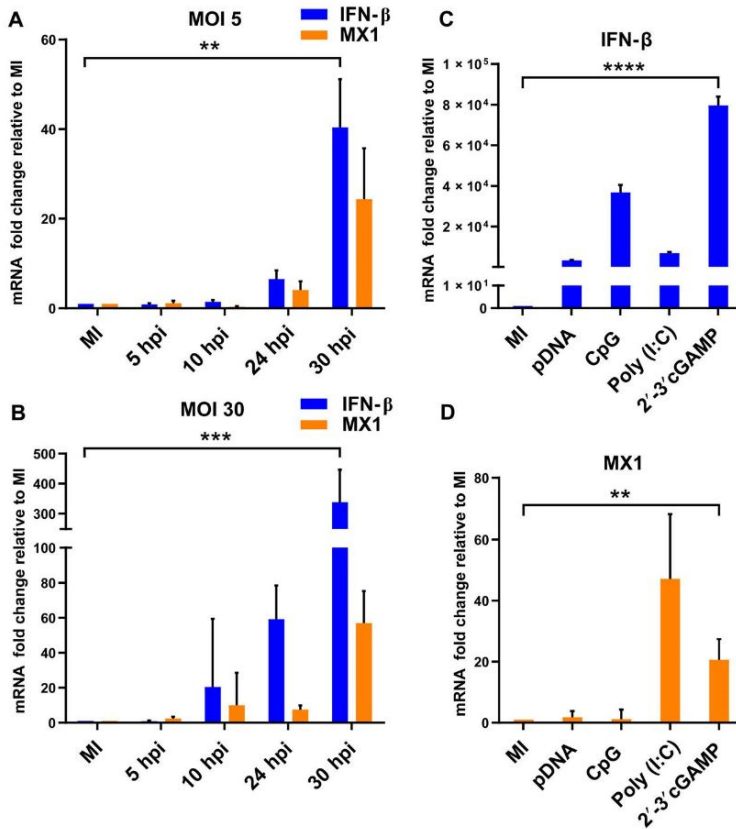 A
MOI 5
IFN-β
MX1
**
mRNA fold change relative to MI
60
40
20
0
MI
5 hpi
10 hpi
24 hpi
30 hpi
B
MOI 30
IFN-β
MX1
***
mRNA fold change relative to MI
500
400
300
100
80
60
40
20
0
MI
5 hpi
10 hpi
24 hpi
30 hpi
C
IFN-β
****
mRNA fold change relative to MI
1 × 10⁵
8 × 10⁴
6 × 10⁴
4 × 10⁴
2 × 10⁴
1 × 10¹
0
MI
pDNA
CpG
Poly (I:C)
2′-3′cGAMP
D
MX1
**
mRNA fold change relative to MI
80
60
40
20
0
MI
pDNA
CpG
Poly (I:C)
2′-3′cGAMP